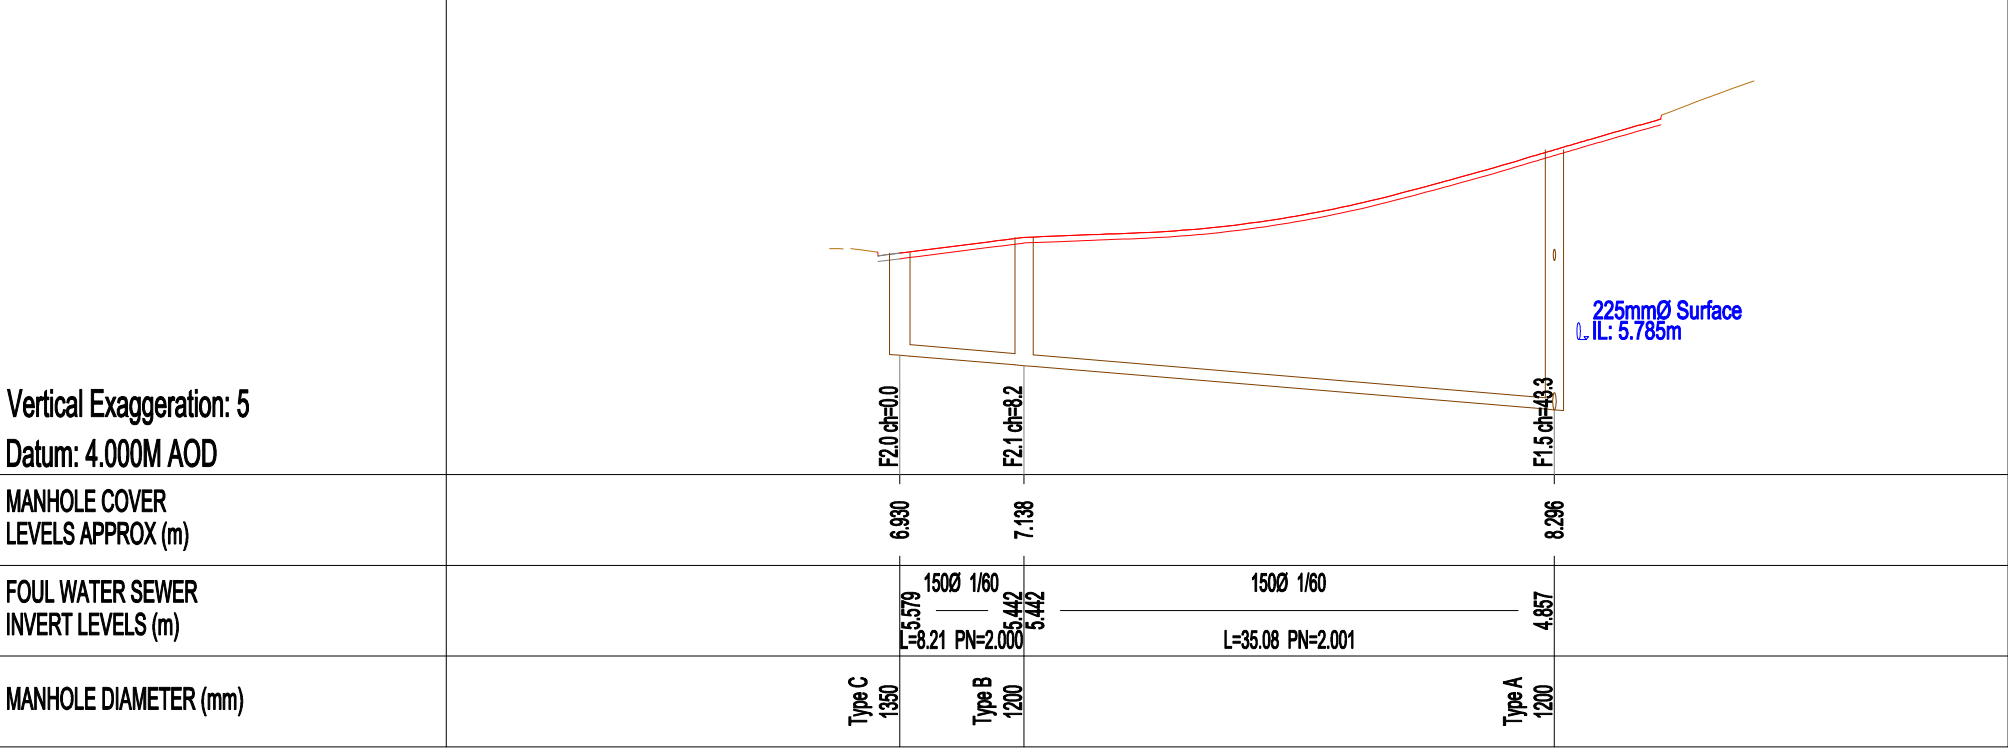 225mmØ Surface
IL: 5.785m
Vertical Exaggeration: 5
Datum: 4.000M AOD
F2.0 ch=0.0
F2.1 ch=8.2
F1.5 ch=43.3
MANHOLE COVER
LEVELS APPROX (m)
6.930
7.138
8.296
FOUL WATER SEWER
INVERT LEVELS (m)
150Ø 1/60
150Ø 1/60
5.579
5.442
5.442
4.857
L=8.21 PN=2.000
L=35.08 PN=2.001
MANHOLE DIAMETER (mm)
Type C
1350
Type B
1200
Type A
1200